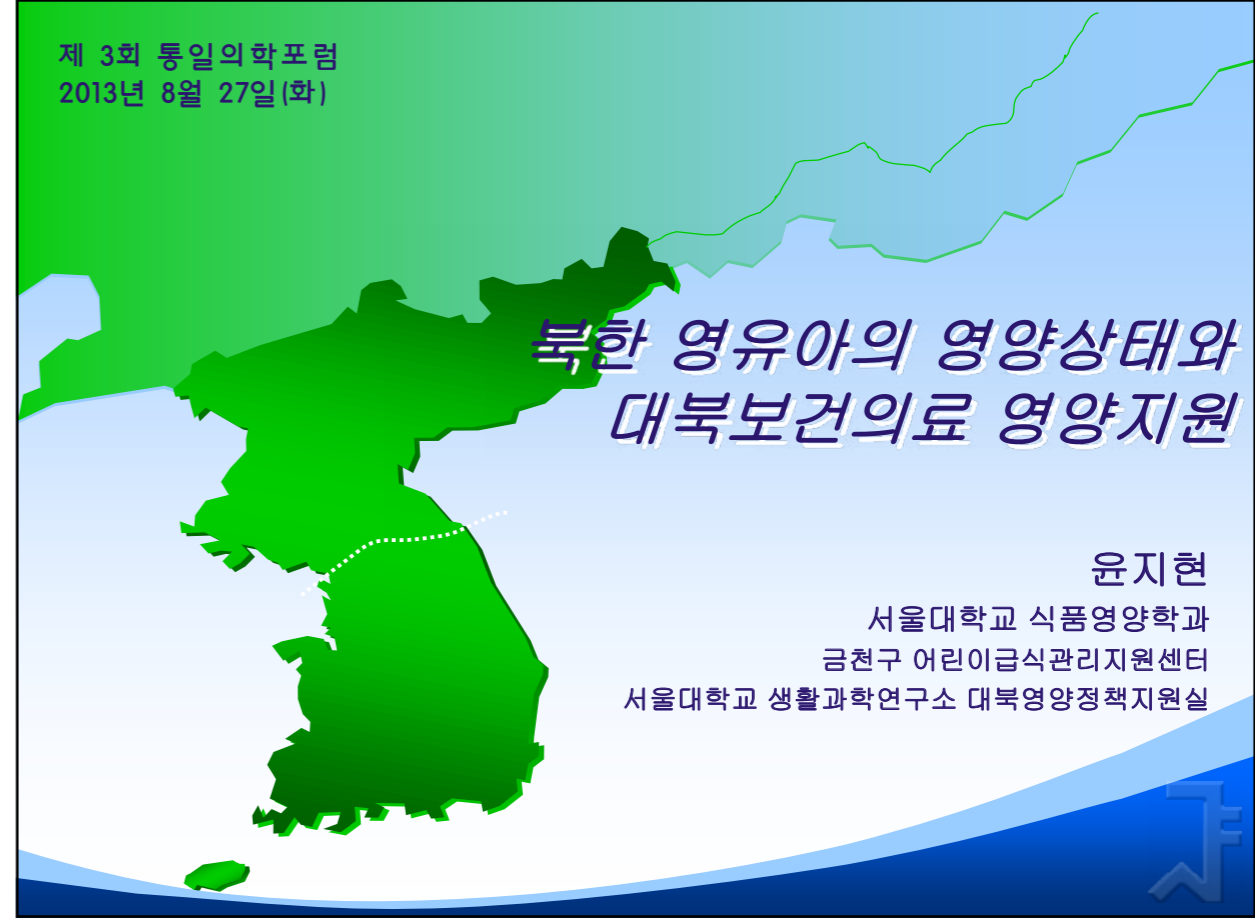 제 3회 통일의학포럼
2013년 8월 27일(화)
북한 영유아의 영양상태와
대북보건의료 영양지원
윤지현
서울대학교 식품영양학과
금천구 어린이급식관리지원센터
서울대학교 생활과학연구소 대북영양정책지원실